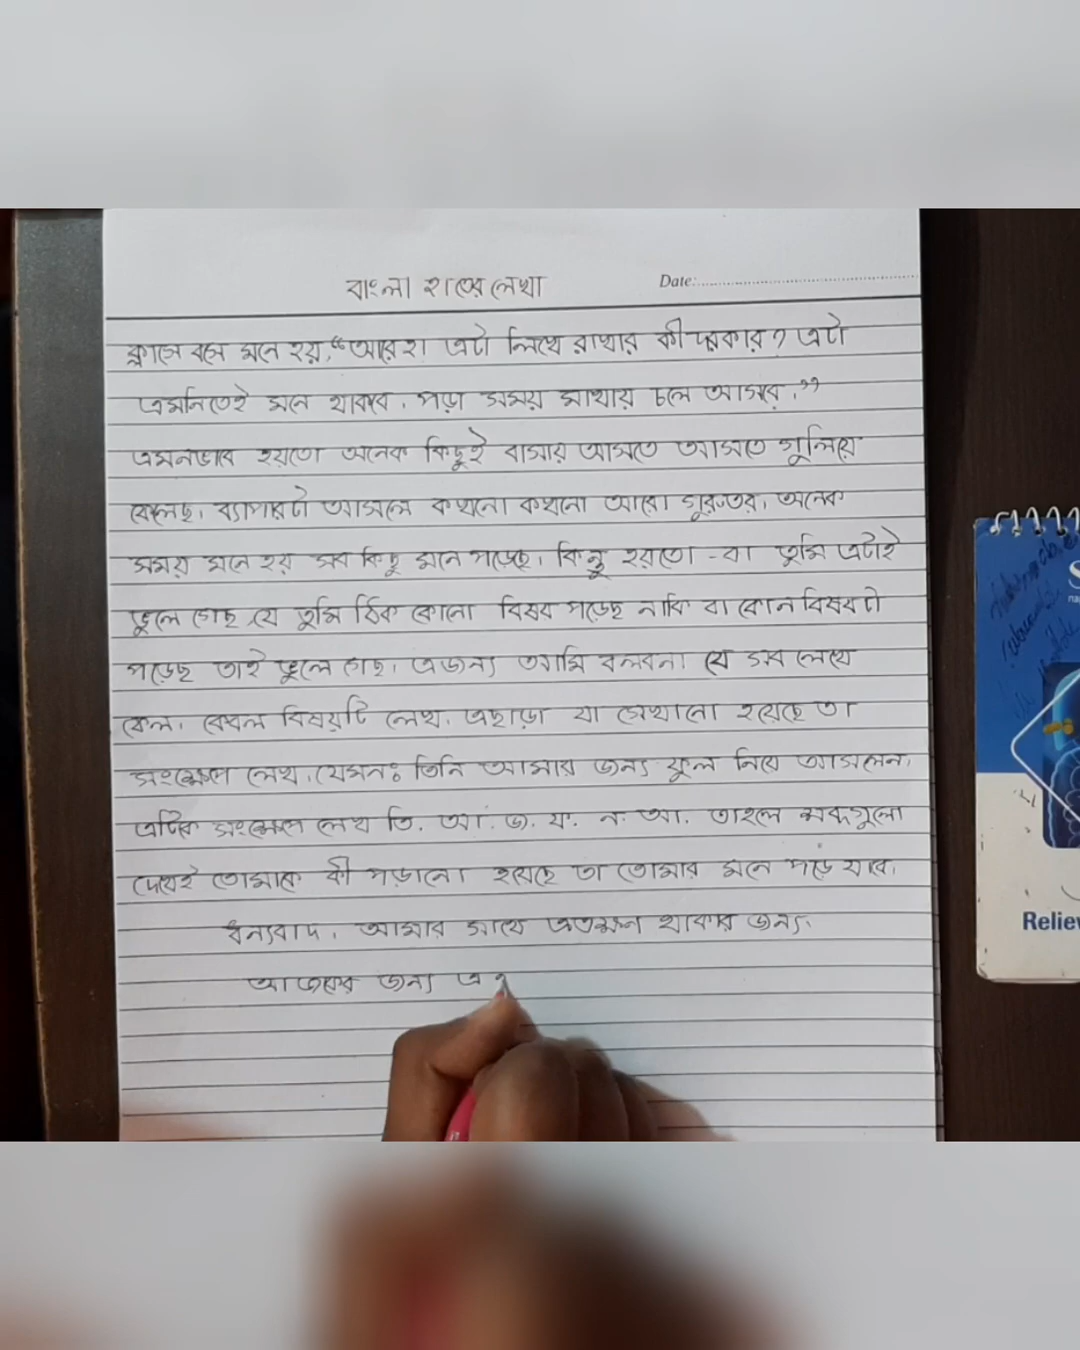 বাংলা হাতের লেখা
Date:
ক্লাসে বসে মনে হয়, “আরে হা এটা লিখে রাখার কী দরকার? এটা
এমনিতেই মনে থাকবে। পড়া সময় মাথায় চলে আসবে।”
এমনভাবে হয়তো অনেক কিছুই বাসায় আসতে আসতে গুলিয়ে
ফেলেছ। ব্যাপারটা আসলে কখনো কখনো আরো গুরুতর। অনেক
সময় মনে হয় সব কিছু মনে পড়েছে। কিন্তু হয়তো-বা তুমি এটাই
ভুলে গেছ যে তুমি ঠিক কোনো বিষয় পড়েছ নাকি বা কোন বিষয়টা
পড়েছ তাই ভুলে গেছ। এজন্য আমি বলবনা যে সব লেখে
ফেল। কেবল বিষয়টি লেখ। এছাড়া যা শেখানো হয়েছে তা
সংক্ষেপে লেখ। যেমনঃ তিনি আমার জন্য ফুল নিয়ে আসলেন।
এটিকে সংক্ষেপে লেখ তি. আ. জ. ফ. ন. আ. তাহলে শব্দগুলো
দেখেই তোমাকে কী পড়ানো হয়েছে তা তোমার মনে পড়ে যাবে।
ধন্যবাদ। আমার সাথে এতক্ষন থাকার জন্য।
আজকের জন্য এ
Relie